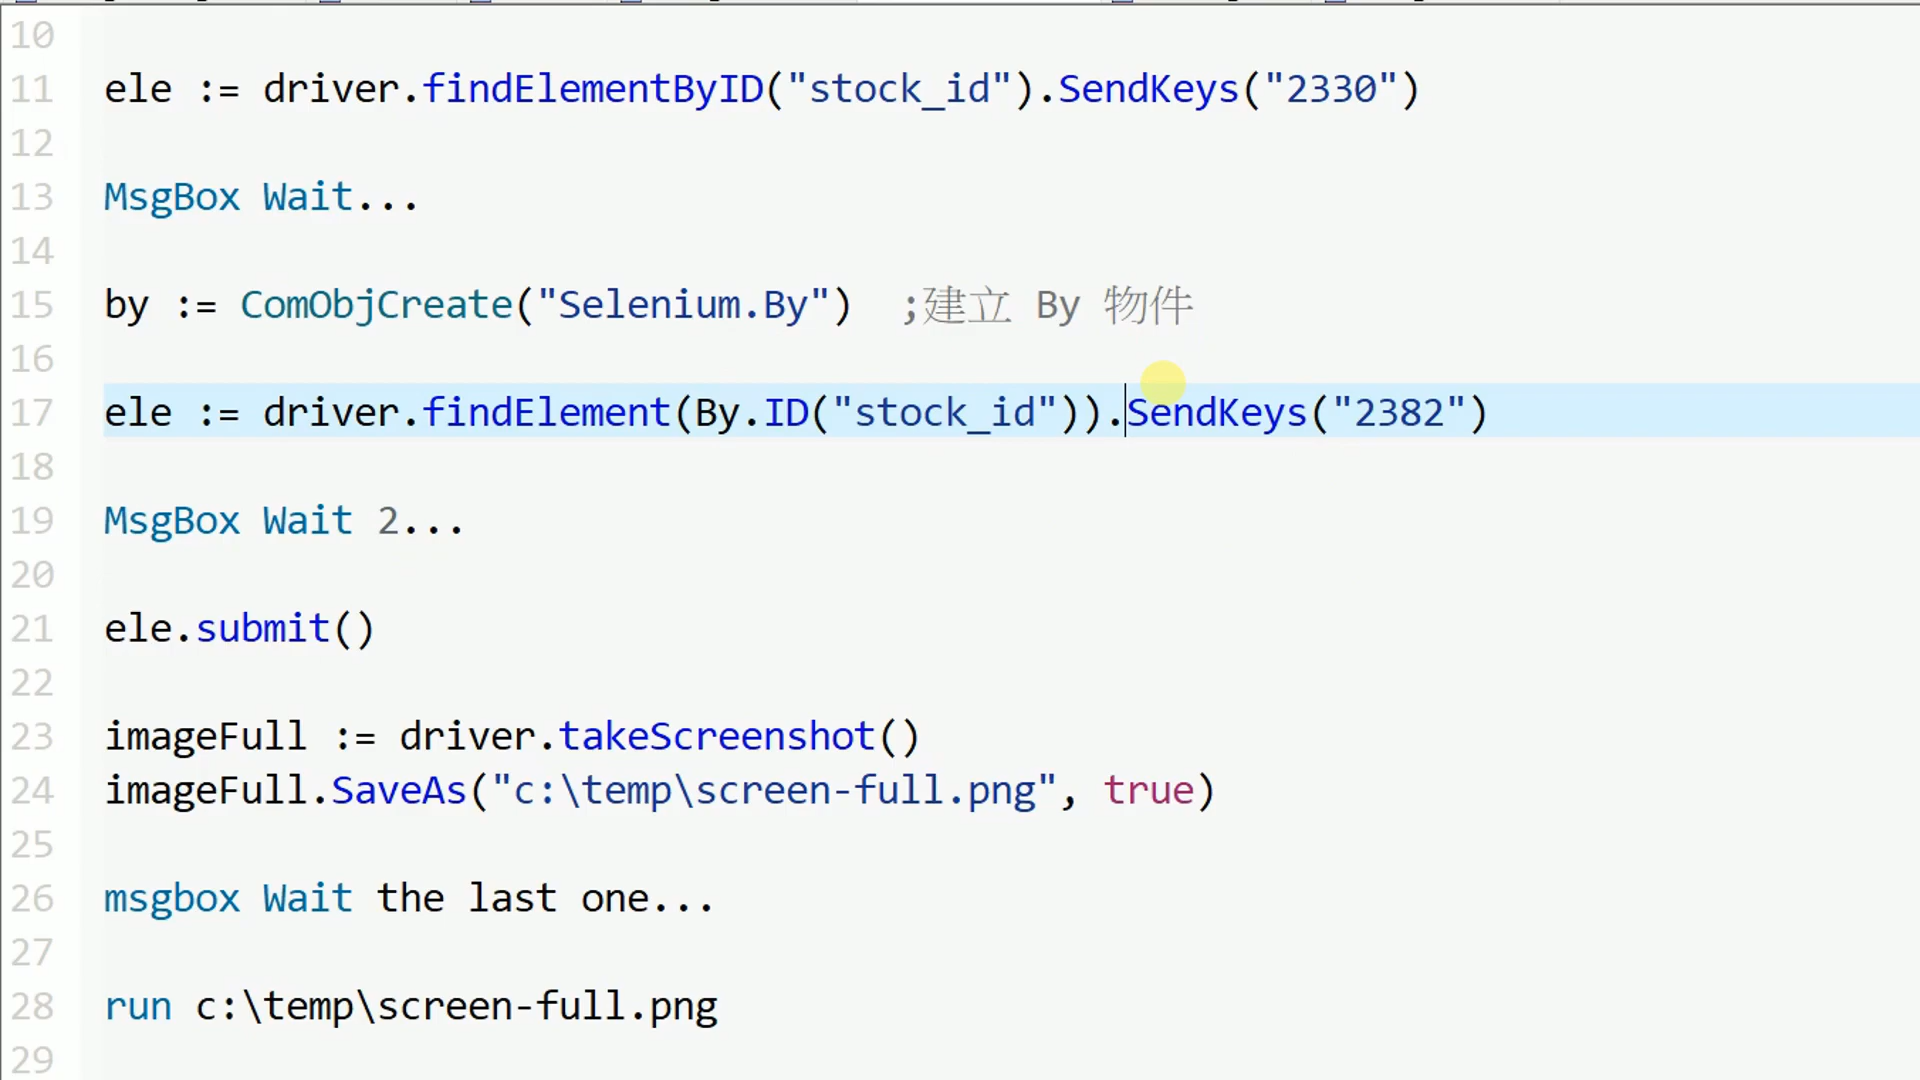 10
11 ele := driver.findElementByID("stock_id").SendKeys("2330")
12
13 MsgBox Wait...
14
15 by := ComObjCreate("Selenium.By")  ;建立 By 物件
16
17 ele := driver.findElement(By.ID("stock_id")).SendKeys("2382")
18
19 MsgBox Wait 2...
20
21 ele.submit()
22
23 imageFull := driver.takeScreenshot()
24 imageFull.SaveAs("c:\temp\screen-full.png", true)
25
26 msgbox Wait the last one...
27
28 run c:\temp\screen-full.png
29